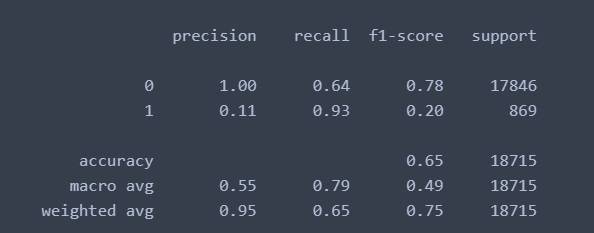 precision recall f1-score support
0 1.00 0.64 0.78 17846
1 0.11 0.93 0.20 869
accuracy 0.65 18715
macro avg 0.55 0.79 0.49 18715
weighted avg 0.95 0.65 0.75 18715